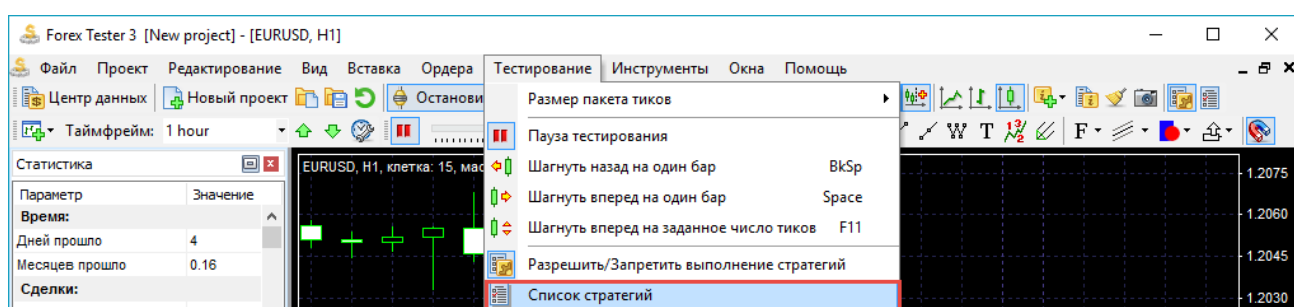 Forex Tester 3 [New project] - [EURUSD, H1]
Файл Проект Редактирование Вид Вставка Ордера Тестирование Инструменты Окна Помощь
Центр данных Новый проект Останови
Размер пакета тиков
Таймфрейм: 1 hour
W T F
Пауза тестирования
Статистика
EURUSD, H1, клетка: 15, мас
Шагнуть назад на один бар BkSp
1.2075
Параметр Значение
Шагнуть вперед на один бар Space
Время:
1.2060
Шагнуть вперед на заданное число тиков F11
Дней прошло 4
1.2045
Месяцев прошло 0.16
Разрешить/Запретить выполнение стратегий
Сделки:
Список стратегий
1.2030